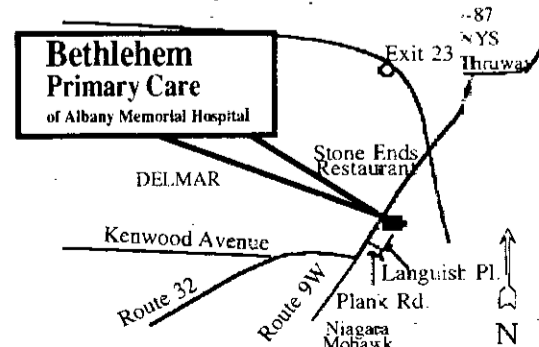 Bethlehem
Primary Care
of Albany Memorial Hospital
-87
NYS
Exit 23
Thruway
Stone Ends
Restaurant
DELMAR
Kenwood Avenue
Languish Pl.
Route 32
Route 9W
Plank Rd.
Niagara
Mohawk
N